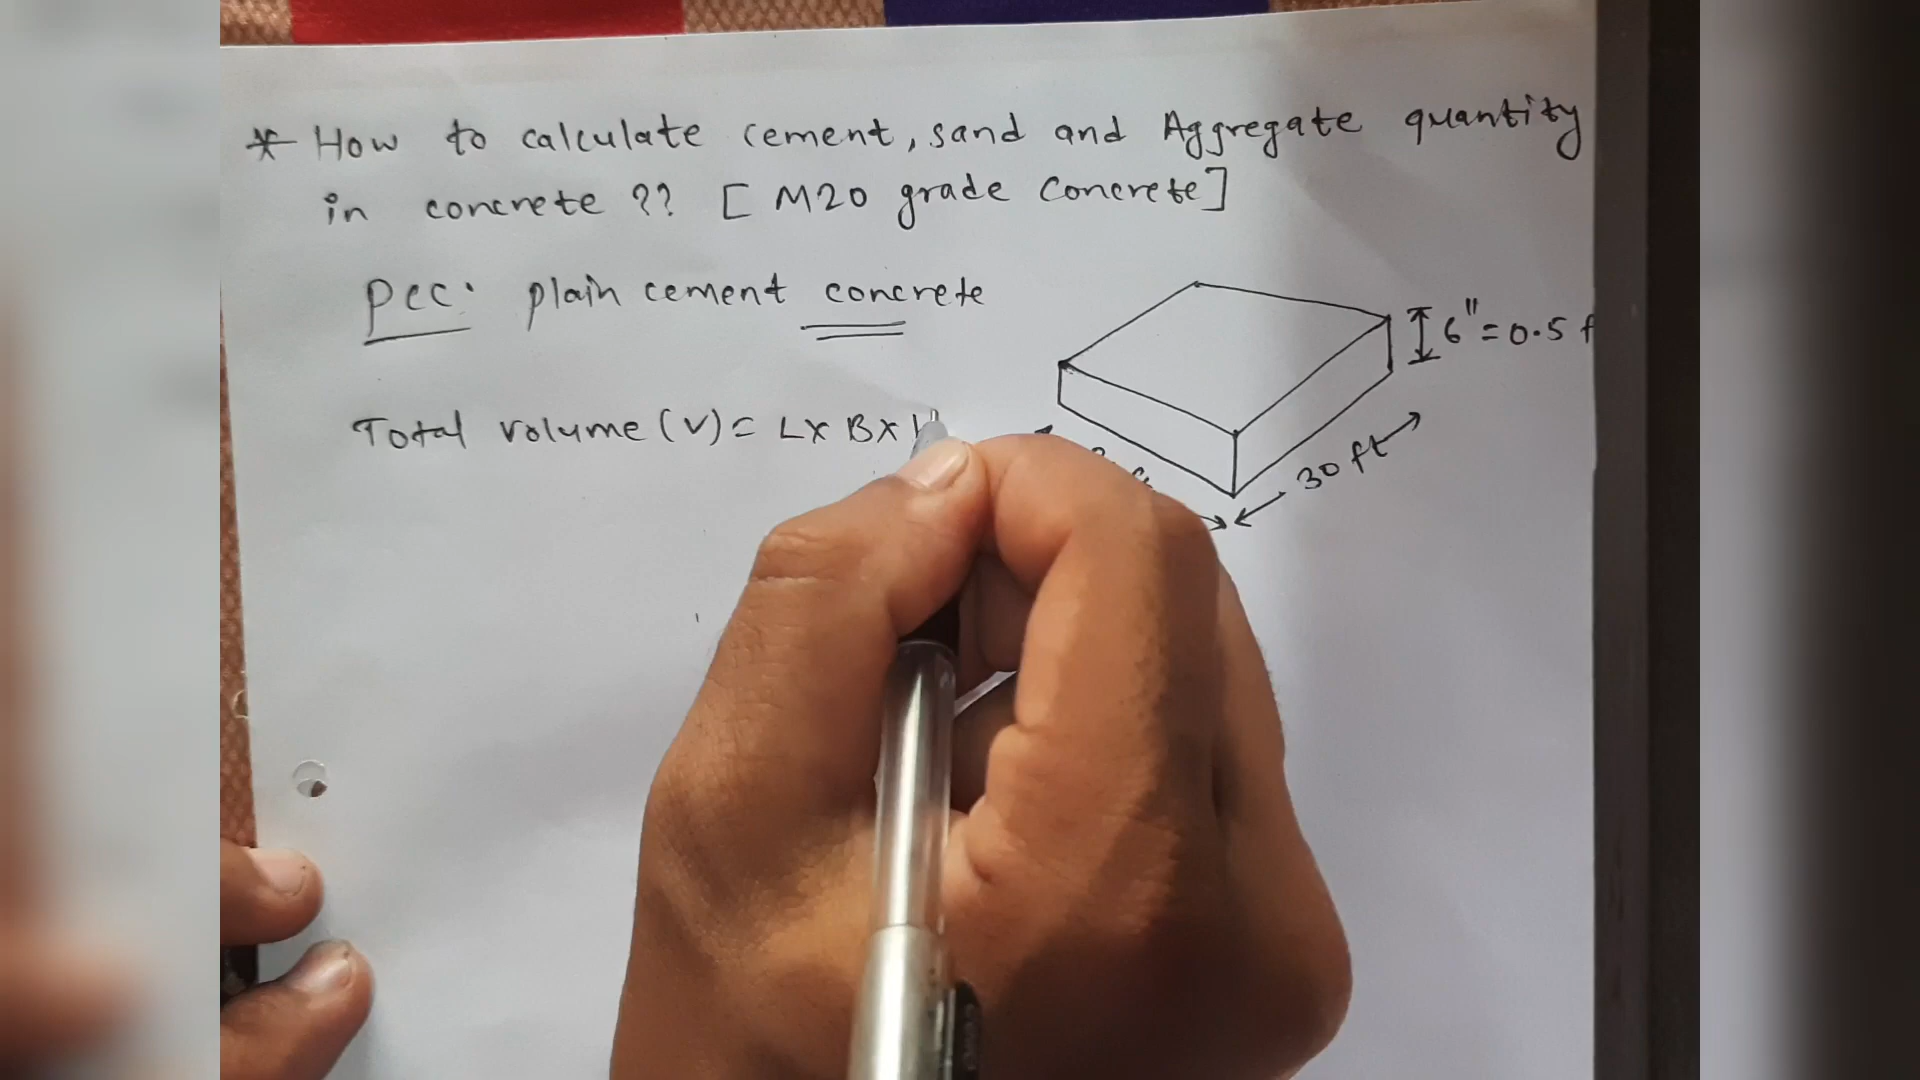 * How to calculate cement, sand and Aggregate quantity
in concrete ?? [ M20 grade concrete ]
PCC: plain cement concrete
6" = 0.5 f
Total volume (V) = L X B X
30 ft